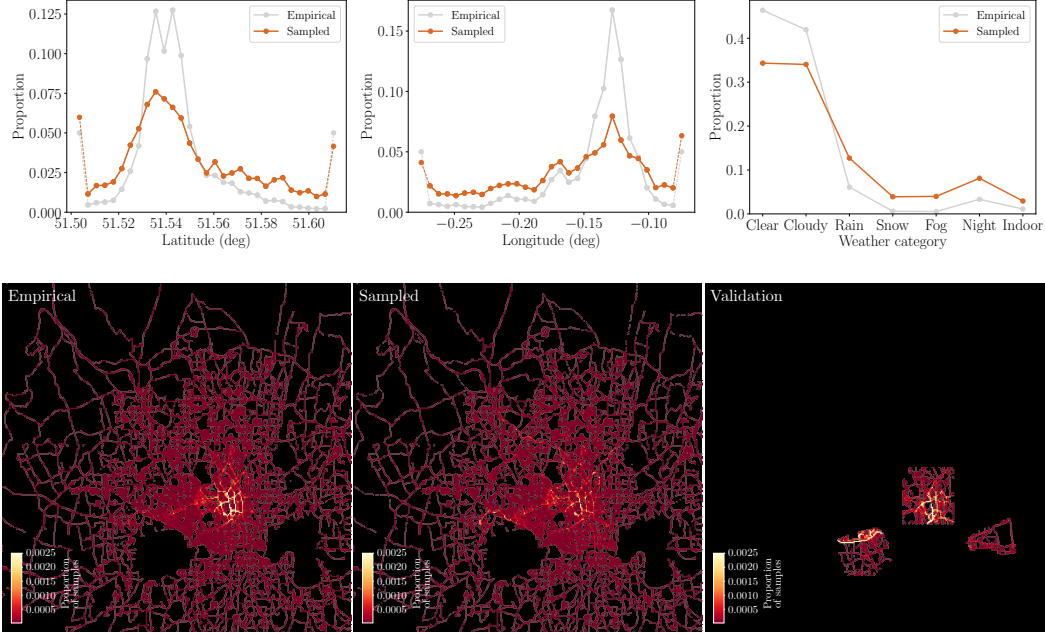 0.125
0.100
0.075
0.050
0.025
0.000
Proportion
51.50 51.52 51.54 51.56 51.58 51.60
Latitude (deg)
Empirical
Sampled
0.15
0.10
0.05
0.00
Proportion
−0.25 −0.20 −0.15 −0.10
Longitude (deg)
Empirical
Sampled
0.4
0.3
0.2
0.1
0.0
Proportion
Clear Cloudy Rain Snow Fog Night Indoor
Weather category
Empirical
Sampled
Empirical
0.0025
0.0020
0.0015
0.0010
0.0005
Proportion
of samples
Sampled
0.0025
0.0020
0.0015
0.0010
0.0005
Proportion
of samples
Validation
0.0025
0.0020
0.0015
0.0010
0.0005
Proportion
of samples